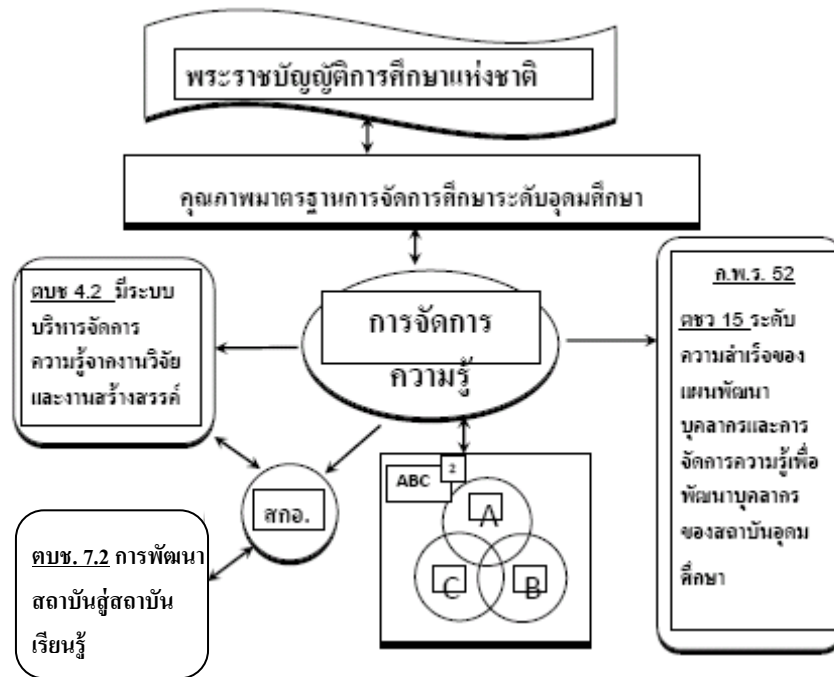 พระราชบัญญัติการศึกษาแห่งชาติ
คุณภาพมาตรฐานการจัดการศึกษาระดับอุดมศึกษา
ตบช 4.2 มีระบบ
บริหารจัดการ
ความรู้จากงานวิจัย
และงานสร้างสรรค์
การจัดการ
ความรู้
ก.พ.ร. 52
ตชว 15 ระดับ
ความสำเร็จของ
แผนพัฒนา
บุคลากรและการ
จัดการความรู้เพื่อ
พัฒนาบุคลากร
ของสถาบันอุดม
ศึกษา
สกอ.
ตบช. 7.2 การพัฒนา
สถาบันสู่สถาบัน
เรียนรู้
ABC 2
A
C B